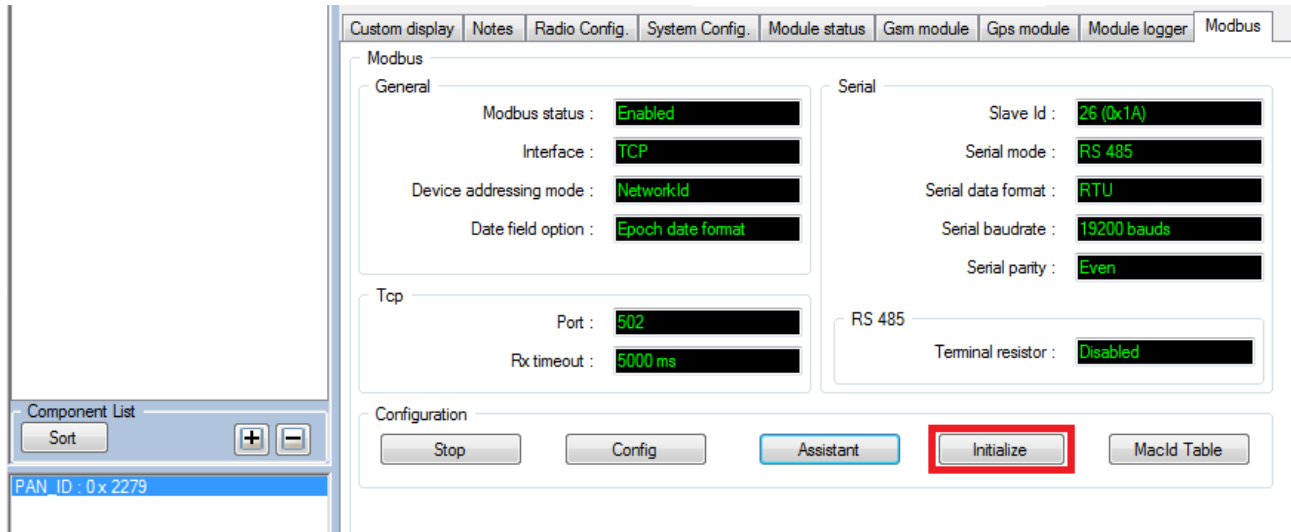 Custom display Notes Radio Config. System Config. Module status Gsm module Gps module Module logger Modbus
Modbus
General
Modbus status : Enabled
Interface : TCP
Device addressing mode : NetworkId
Date field option : Epoch date format
Serial
Slave Id : 26 (0x1A)
Serial mode : RS 485
Serial data format : RTU
Serial baudrate : 19200 bauds
Serial parity : Even
Tcp
Port : 502
Rx timeout : 5000 ms
RS 485
Terminal resistor : Disabled
Configuration
Stop Config Assistant Initialize MacId Table
Component List
Sort + -
PAN_ID : 0 x 2279